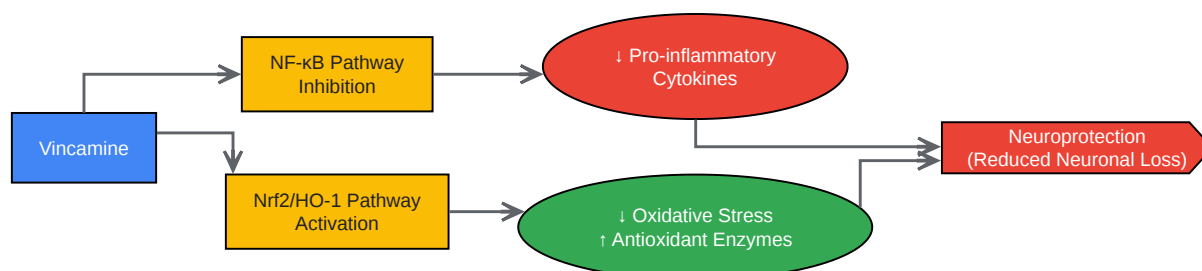 Vincamine
NF-κB Pathway
Inhibition
↓ Pro-inflammatory
Cytokines
Nrf2/HO-1 Pathway
Activation
↓ Oxidative Stress
↑ Antioxidant Enzymes
Neuroprotection
(Reduced Neuronal Loss)